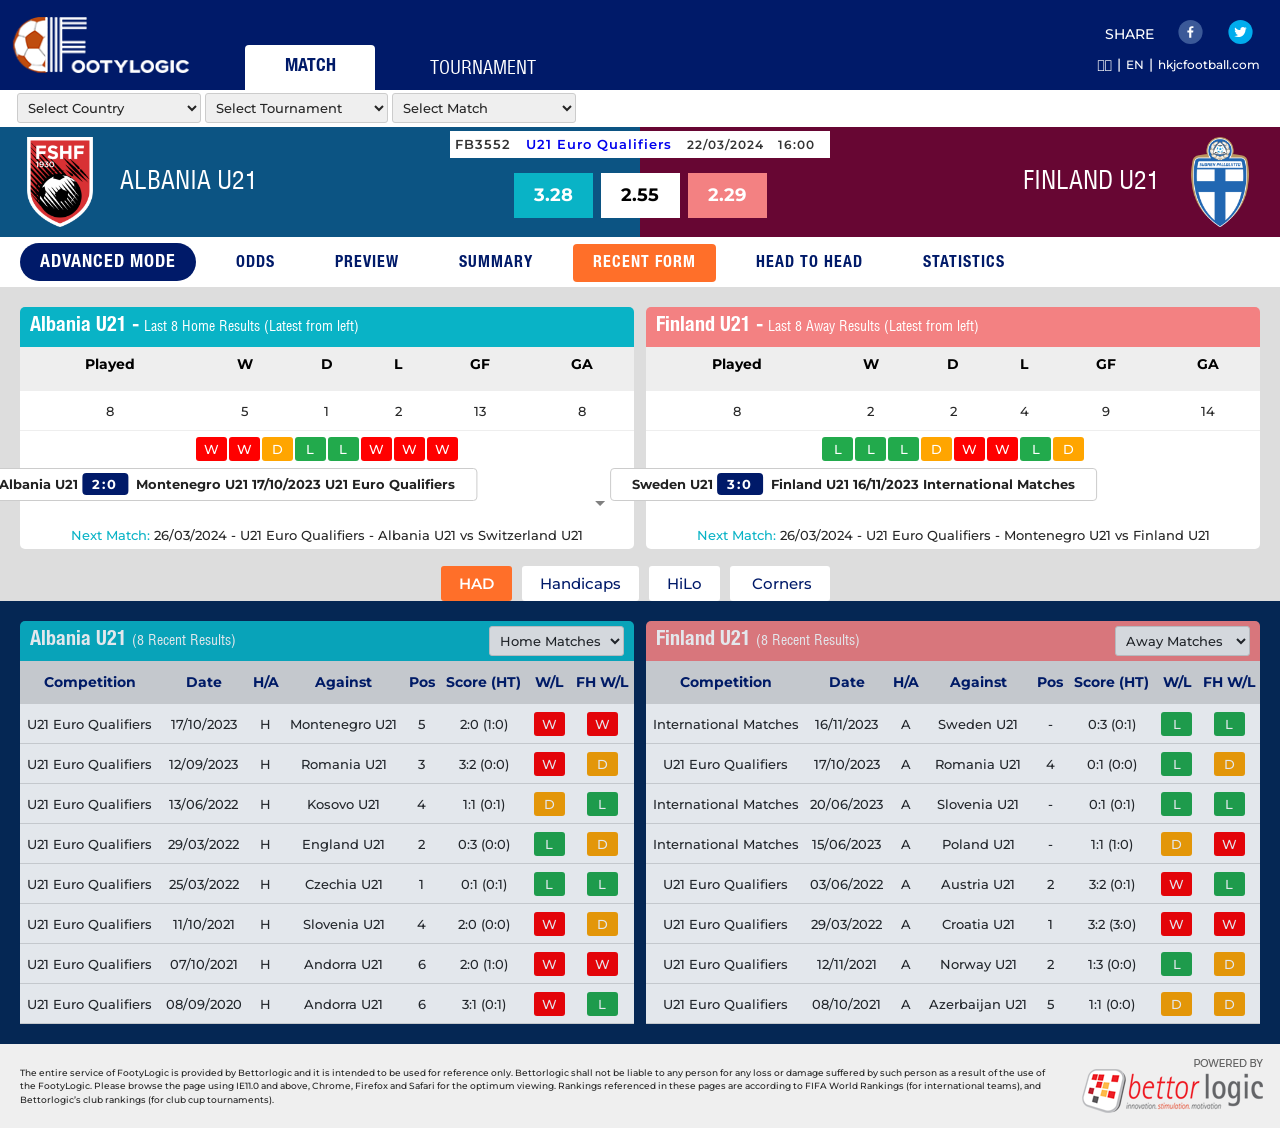 FOOTYLOGIC
MATCH
TOURNAMENT
SHARE
| EN | hkjcfootball.com
Select Country
Select Tournament
Select Match
FB3552 U21 Euro Qualifiers 22/03/2024 16:00
FSHF
1930
ALBANIA U21
3.28
2.55
2.29
FINLAND U21
ADVANCED MODE
ODDS
PREVIEW
SUMMARY
RECENT FORM
HEAD TO HEAD
STATISTICS
Albania U21 - Last 8 Home Results (Latest from left)
Played W D L GF GA
8 5 1 2 13 8
W W D L L W W W
Albania U21 2:0 Montenegro U21 17/10/2023 U21 Euro Qualifiers
Next Match: 26/03/2024 - U21 Euro Qualifiers - Albania U21 vs Switzerland U21
Finland U21 - Last 8 Away Results (Latest from left)
Played W D L GF GA
8 2 2 4 9 14
L L L D W W L D
Sweden U21 3:0 Finland U21 16/11/2023 International Matches
Next Match: 26/03/2024 - U21 Euro Qualifiers - Montenegro U21 vs Finland U21
HAD
Handicaps
HiLo
Corners
Albania U21 (8 Recent Results)
Home Matches
Competition Date H/A Against Pos Score (HT) W/L FH W/L
U21 Euro Qualifiers 17/10/2023 H Montenegro U21 5 2:0 (1:0) W W
U21 Euro Qualifiers 12/09/2023 H Romania U21 3 3:2 (0:0) W D
U21 Euro Qualifiers 13/06/2022 H Kosovo U21 4 1:1 (0:1) D L
U21 Euro Qualifiers 29/03/2022 H England U21 2 0:3 (0:0) L D
U21 Euro Qualifiers 25/03/2022 H Czechia U21 1 0:1 (0:1) L L
U21 Euro Qualifiers 11/10/2021 H Slovenia U21 4 2:0 (0:0) W D
U21 Euro Qualifiers 07/10/2021 H Andorra U21 6 2:0 (1:0) W W
U21 Euro Qualifiers 08/09/2020 H Andorra U21 6 3:1 (0:1) W L
Finland U21 (8 Recent Results)
Away Matches
Competition Date H/A Against Pos Score (HT) W/L FH W/L
International Matches 16/11/2023 A Sweden U21 - 0:3 (0:1) L L
U21 Euro Qualifiers 17/10/2023 A Romania U21 4 0:1 (0:0) L D
International Matches 20/06/2023 A Slovenia U21 - 0:1 (0:1) L L
International Matches 15/06/2023 A Poland U21 - 1:1 (1:0) D W
U21 Euro Qualifiers 03/06/2022 A Austria U21 2 3:2 (0:1) W L
U21 Euro Qualifiers 29/03/2022 A Croatia U21 1 3:2 (3:0) W W
U21 Euro Qualifiers 12/11/2021 A Norway U21 2 1:3 (0:0) L D
U21 Euro Qualifiers 08/10/2021 A Azerbaijan U21 5 1:1 (0:0) D D
The entire service of FootyLogic is provided by Bettorlogic and it is intended to be used for reference only. Bettorlogic shall not be liable to any person for any loss or damage suffered by such person as a result of the use of
the FootyLogic. Please browse the page using IE11.0 and above, Chrome, Firefox and Safari for the optimum viewing. Rankings referenced in these pages are according to FIFA World Rankings (for international teams), and
Bettorlogic's club rankings (for club cup tournaments).
POWERED BY
bettor logic
innovation.stimulation.motivation